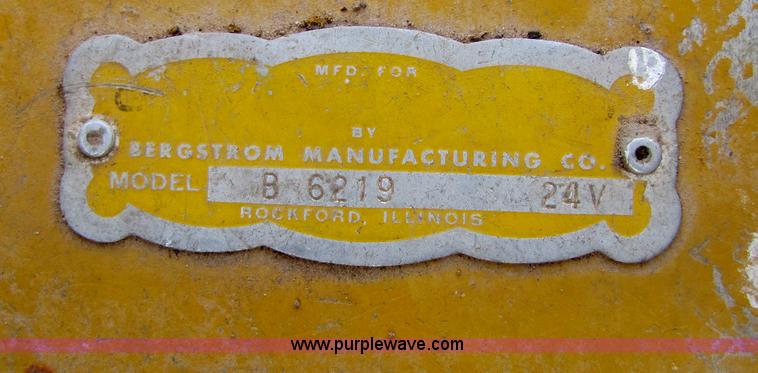 MFD. FOR
BY
BERGSTROM MANUFACTURING CO.
MODEL B 6219 24V
ROCKFORD, ILLINOIS
www.purplewave.com